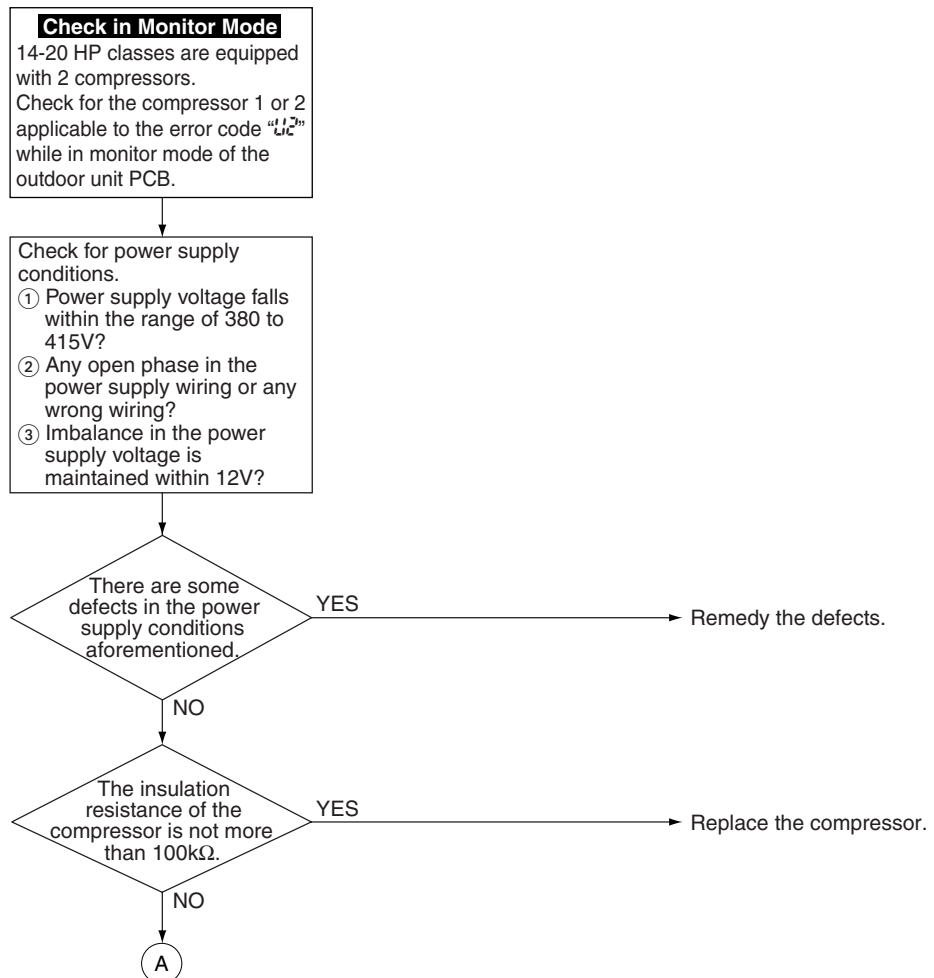 Check in Monitor Mode
14-20 HP classes are equipped
with 2 compressors.
Check for the compressor 1 or 2
applicable to the error code “U2”
while in monitor mode of the
outdoor unit PCB.
Check for power supply
conditions.
① Power supply voltage falls
within the range of 380 to
415V?
② Any open phase in the
power supply wiring or any
wrong wiring?
③ Imbalance in the power
supply voltage is
maintained within 12V?
There are some
defects in the power
supply conditions
aforementioned.
YES
Remedy the defects.
NO
The insulation
resistance of the
compressor is not more
than 100kΩ.
YES
Replace the compressor.
NO
A